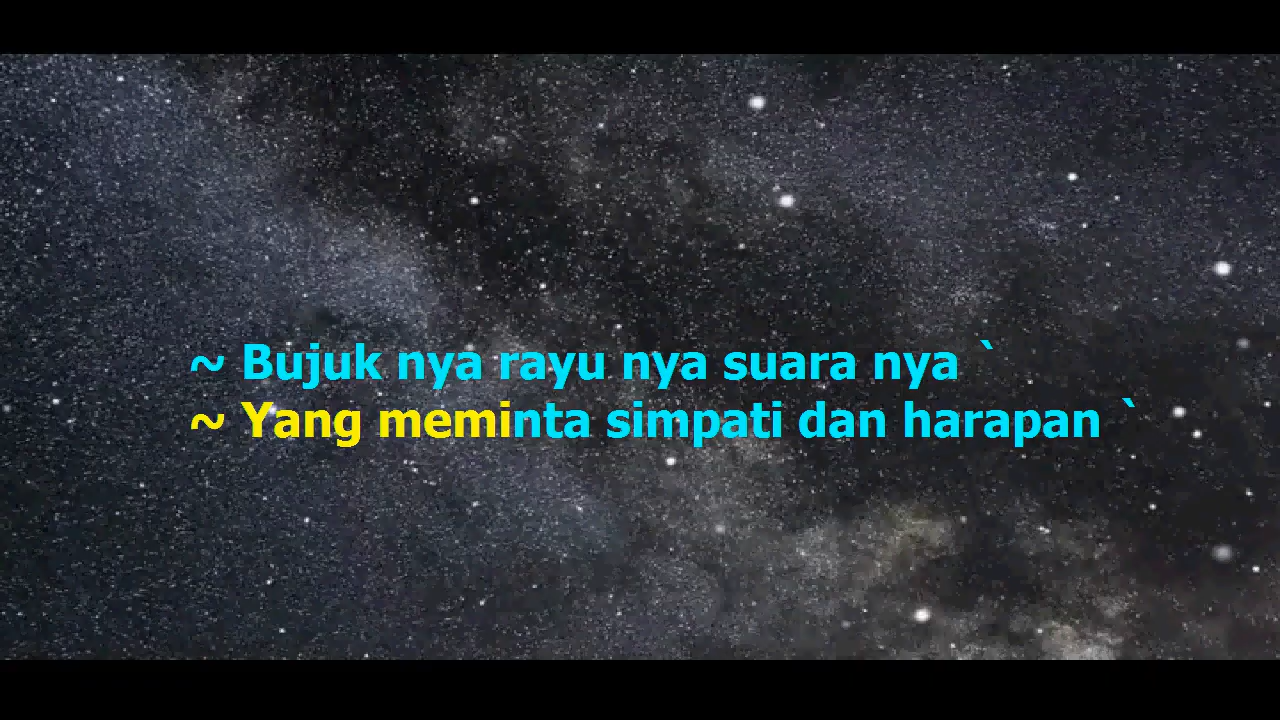 ~ Bujuk nya rayu nya suara nya `
~ Yang meminta simpati dan harapan `